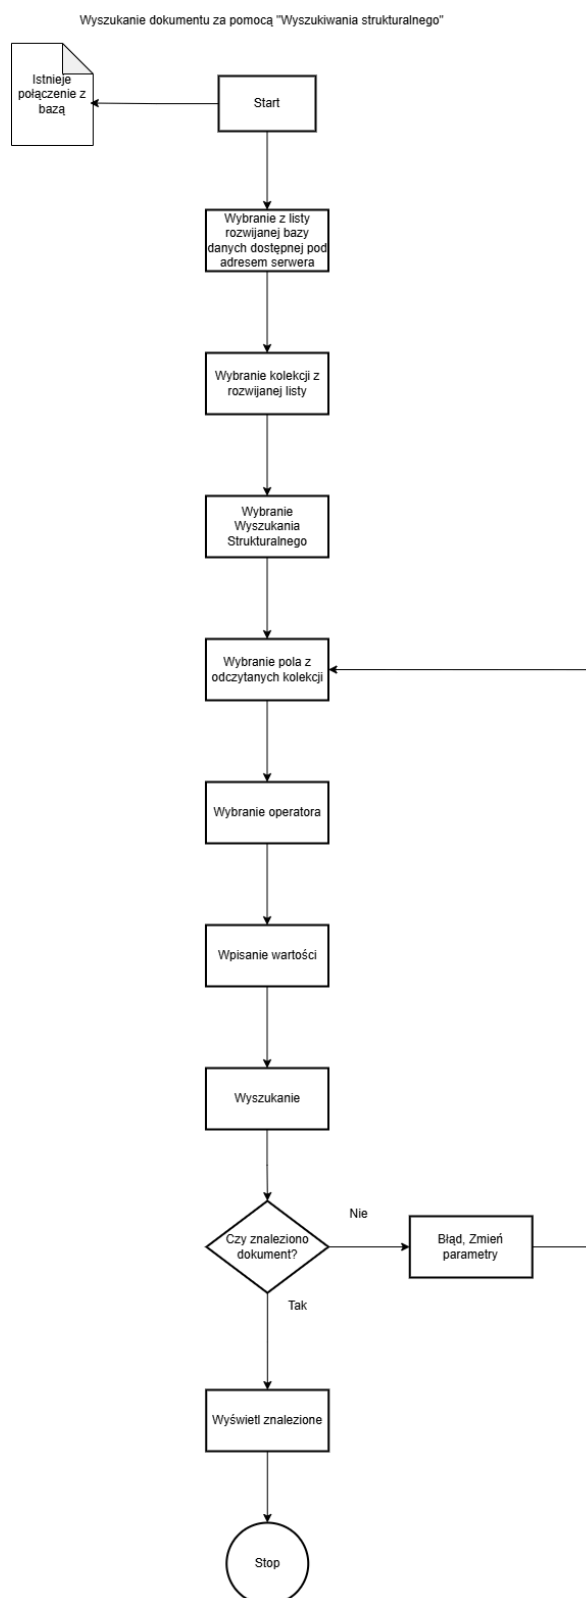 Wyszukanie dokumentu za pomocą "Wyszukiwania strukturalnego"
Istnieje
połączenie z
bazą
Start
Wybranie z listy
rozwijanej bazy
danych dostępnej pod
adresem serwera
Wybranie kolekcji z
rozwijanej listy
Wybranie
Wyszukania
Strukturalnego
Wybranie pola z
odczytanych kolekcji
Wybranie operatora
Wpisanie wartości
Wyszukanie
Czy znaleziono
dokument?
Nie
Błąd, Zmień
parametry
Tak
Wyświetl znalezione
Stop